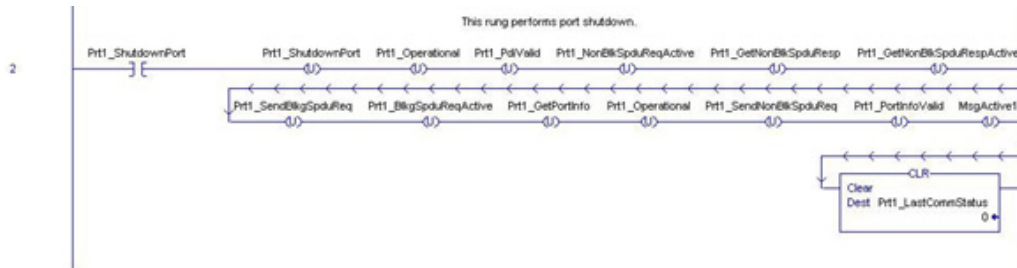 This rung performs port shutdown.
Prt1_ShutdownPort Prt1_ShutdownPort Prt1_Operational Prt1_PdiValid Prt1_NonBlkSpduReqActive Prt1_GetNonBlkSpduResp Prt1_GetNonBlkSpduRespActive
2
Prt1_SendBlkgSpduReq Prt1_BlkgSpduReqActive Prt1_GetPortInfo Prt1_Operational Prt1_SendNonBlkSpduReq Prt1_PortInfoValid MsgActive1
CLR
Clear
Dest Prt1_LastCommStatus
0